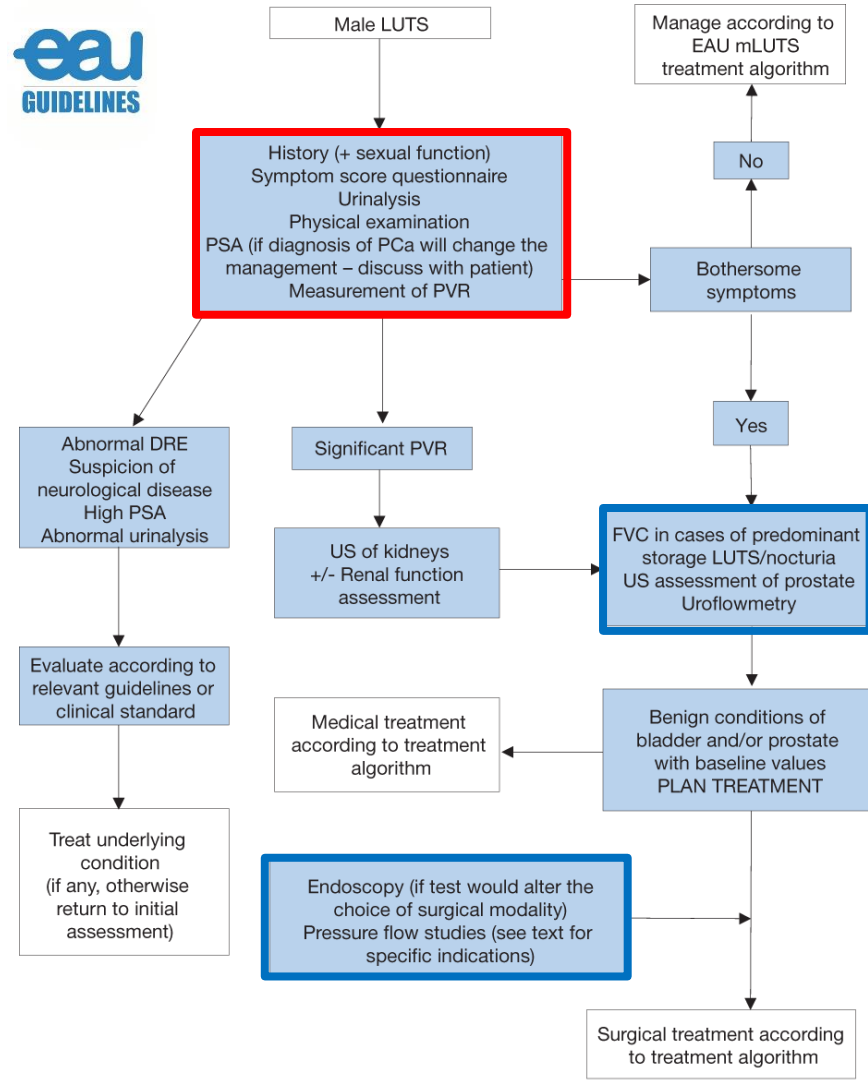 eau
GUIDELINES
Male LUTS
Manage according to
EAU mLUTS
treatment algorithm
History (+ sexual function)
Symptom score questionnaire
Urinalysis
Physical examination
PSA (if diagnosis of PCa will change the
management – discuss with patient)
Measurement of PVR
No
Bothersome
symptoms
Yes
Abnormal DRE
Suspicion of
neurological disease
High PSA
Abnormal urinalysis
Significant PVR
US of kidneys
+/- Renal function
assessment
FVC in cases of predominant
storage LUTS/nocturia
US assessment of prostate
Uroflowmetry
Evaluate according to
relevant guidelines or
clinical standard
Medical treatment
according to treatment
algorithm
Benign conditions of
bladder and/or prostate
with baseline values
PLAN TREATMENT
Treat underlying
condition
(if any, otherwise
return to initial
assessment)
Endoscopy (if test would alter the
choice of surgical modality)
Pressure flow studies (see text for
specific indications)
Surgical treatment according
to treatment algorithm